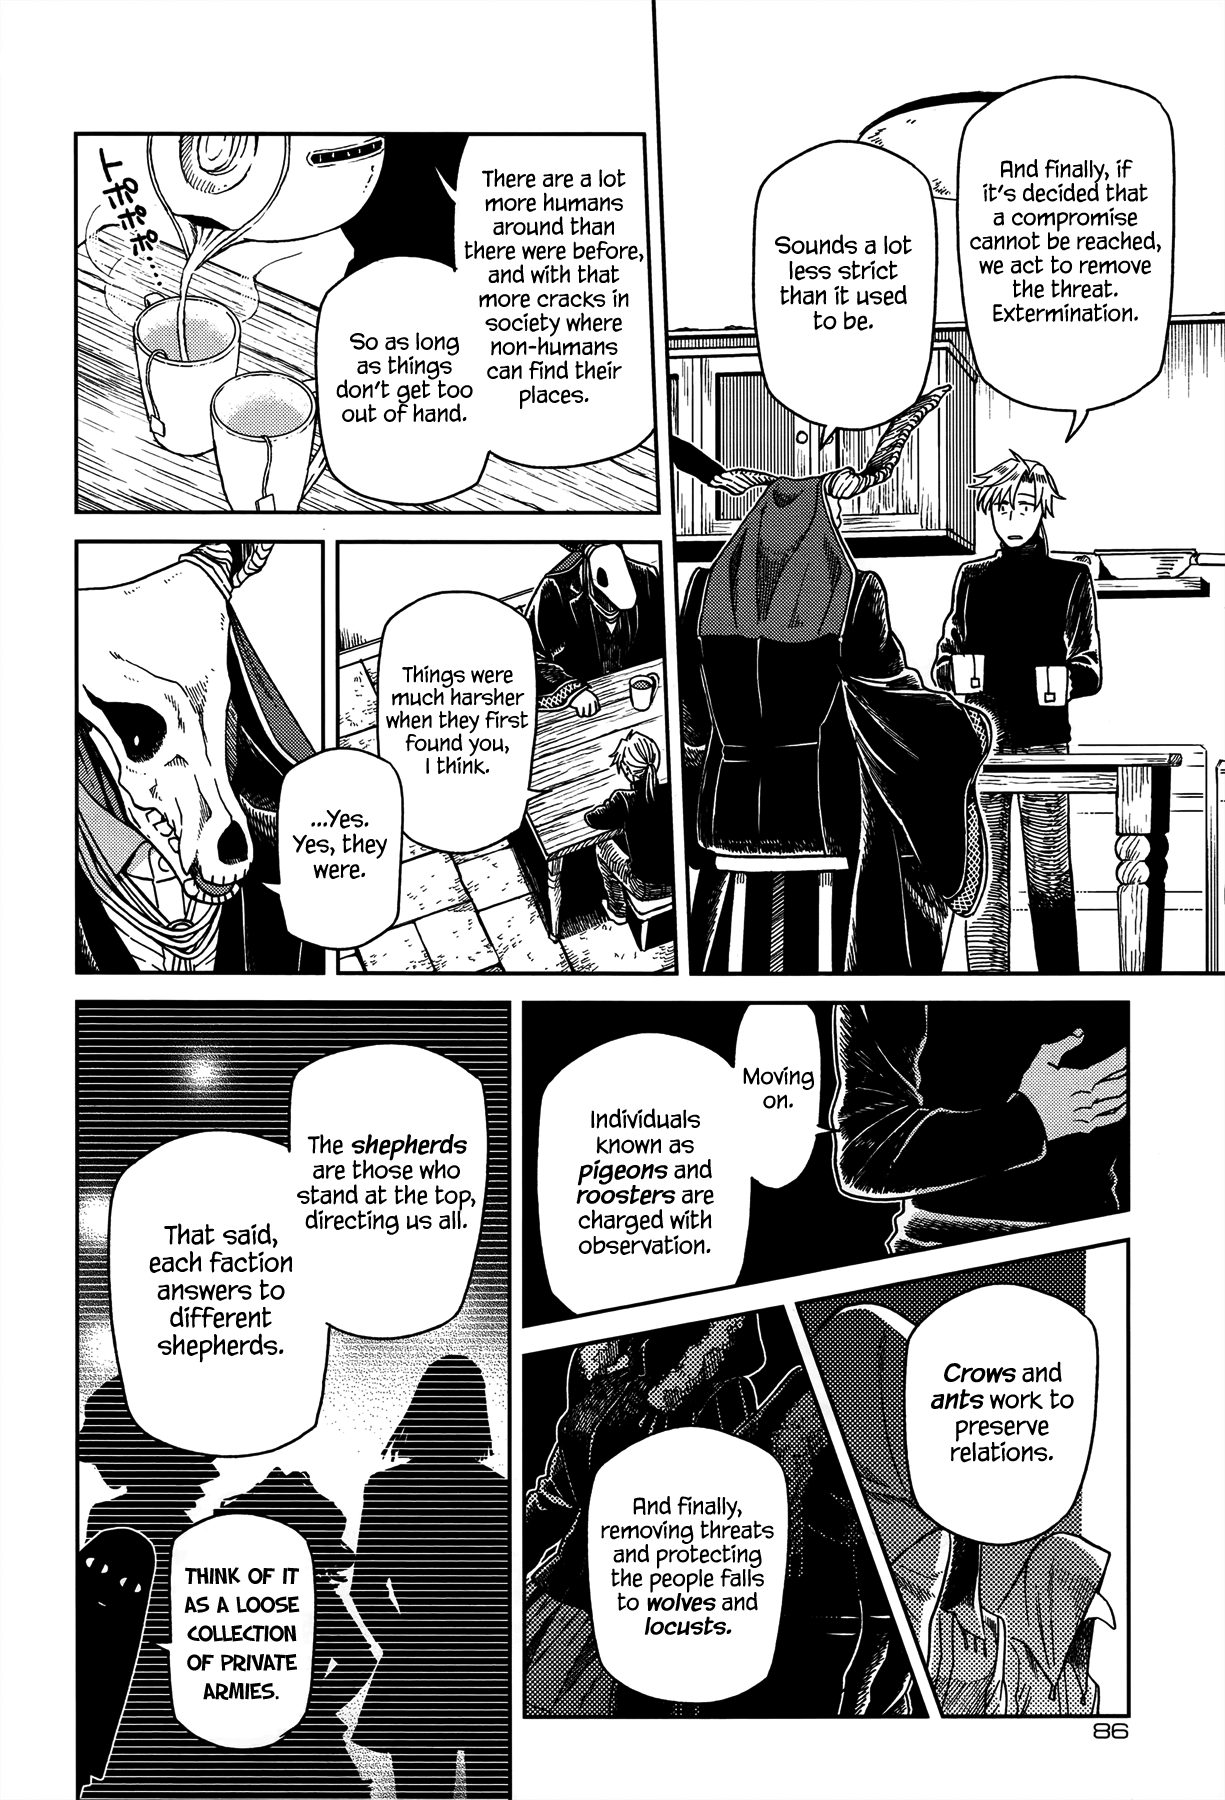 And finally, if
it's decided that
a compromise
cannot be reached,
we act to remove
the threat.
Extermination.
Sounds a lot
less strict
than it used
to be.
There are a lot
more humans
around than
there were before,
and with that
more cracks in
society where
non-humans
can find their
places.
So as long
as things
don't get too
out of hand.
エポポポポ…
Things were
much harsher
when they first
found you,
I think.
...Yes.
Yes, they
were.
Moving
on.
Individuals
known as
pigeons and
roosters are
charged with
observation.
Crows and
ants work to
preserve
relations.
And finally,
removing threats
and protecting
the people falls
to wolves and
locusts.
The shepherds
are those who
stand at the top,
directing us all.
That said,
each faction
answers to
different
shepherds.
THINK OF IT
AS A LOOSE
COLLECTION
OF PRIVATE
ARMIES.
86